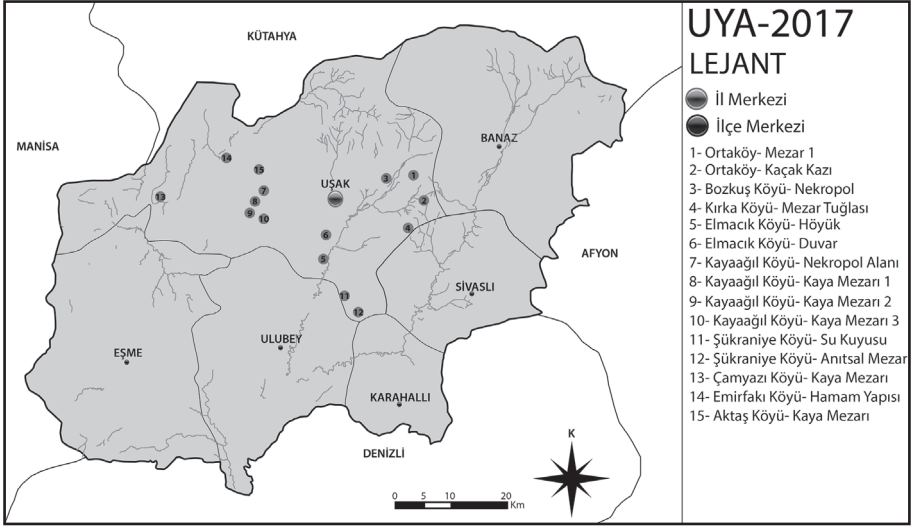 KÜTAHYA
MANİSA
BANAZ
UŞAK
AFYON
SİVASLI
ULUBEY
EŞME
KARAHALLI
DENİZLİ
14
15
13
7
8
9
10
3
1
2
4
6
5
11
12
K
0 5 10 20
Km
UYA-2017
LEJANT
İl Merkezi
İlçe Merkezi
1- Ortaköy- Mezar 1
2- Ortaköy- Kaçak Kazı
3- Bozkuş Köyü- Nekropol
4- Kırka Köyü- Mezar Tuğlası
5- Elmacık Köyü- Höyük
6- Elmacık Köyü- Duvar
7- Kayaağıl Köyü- Nekropol Alanı
8- Kayaağıl Köyü- Kaya Mezarı 1
9- Kayaağıl Köyü- Kaya Mezarı 2
10- Kayaağıl Köyü- Kaya Mezarı 3
11- Şükraniye Köyü- Su Kuyusu
12- Şükraniye Köyü- Anıtsal Mezar
13- Çamyazı Köyü- Kaya Mezarı
14- Emirfakı Köyü- Hamam Yapısı
15- Aktaş Köyü- Kaya Mezarı